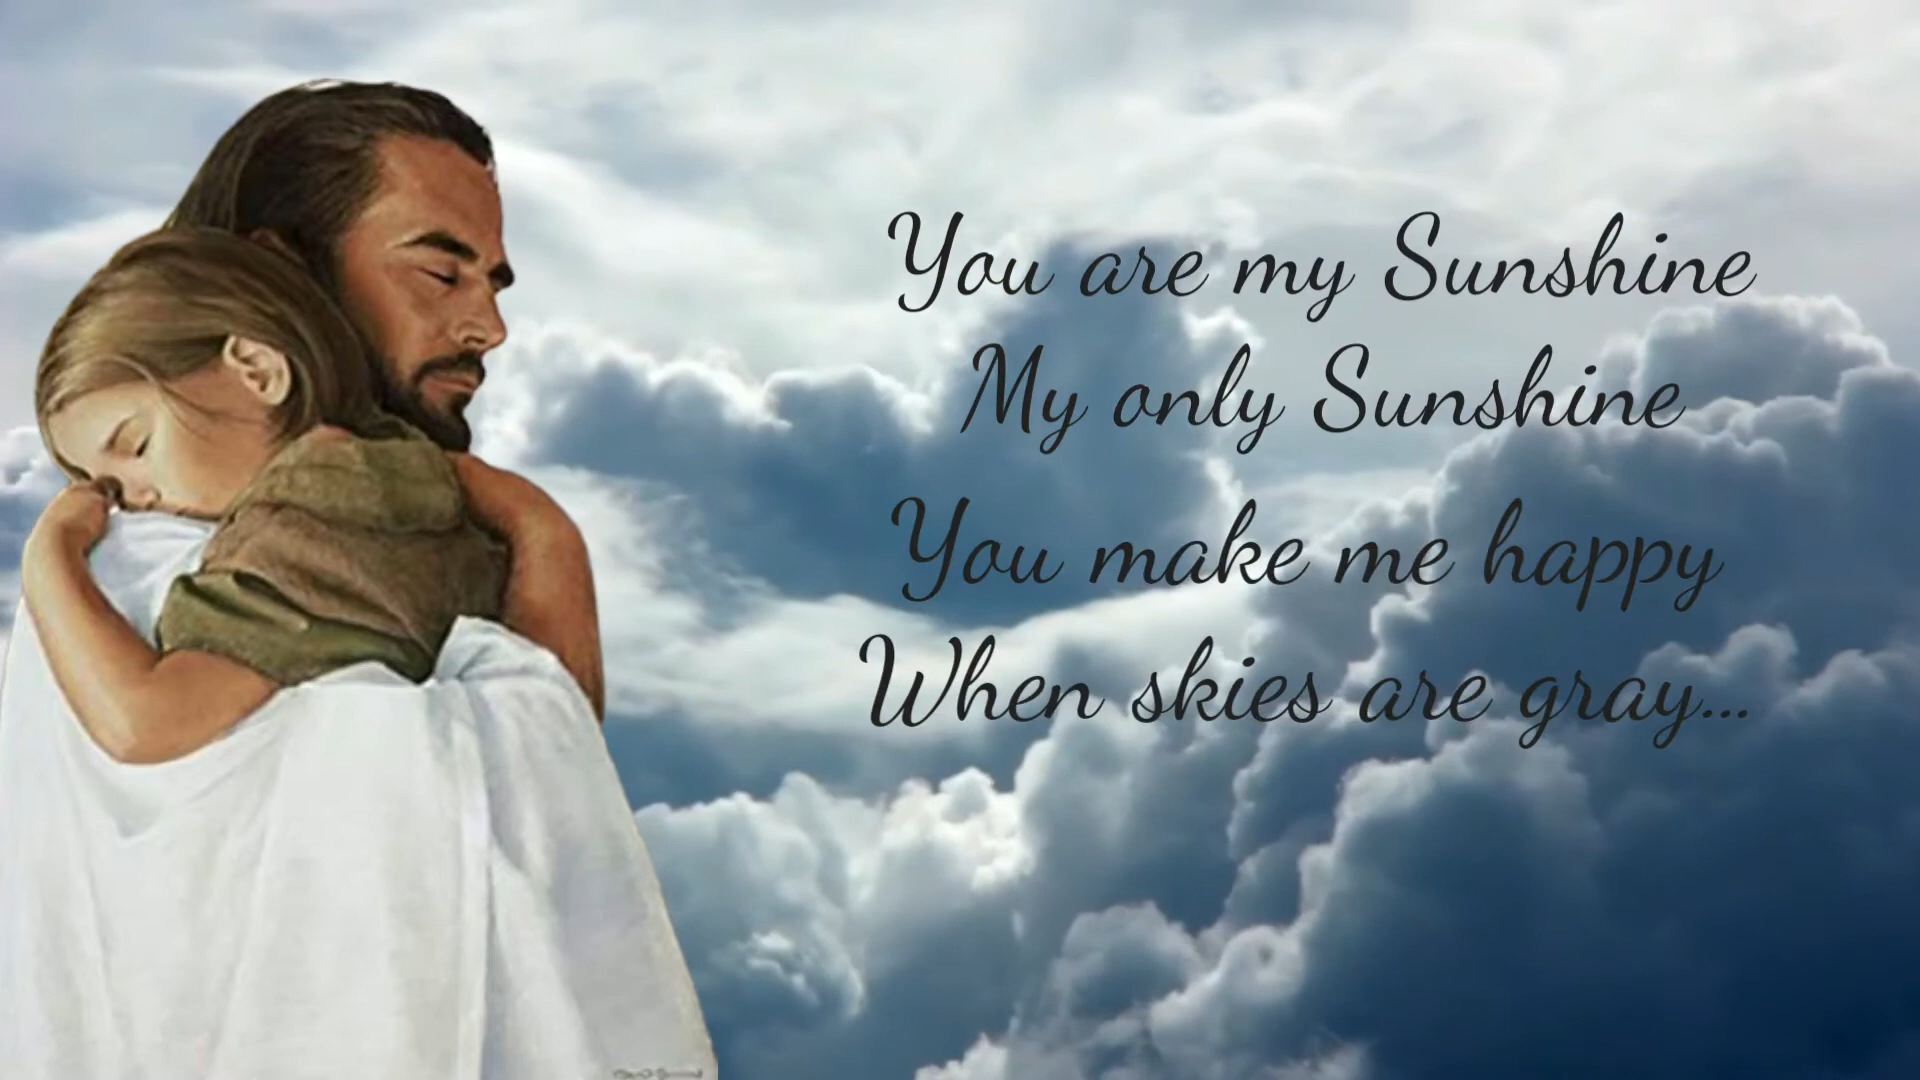 You are my Sunshine
My only Sunshine
You make me happy
When skies are gray...